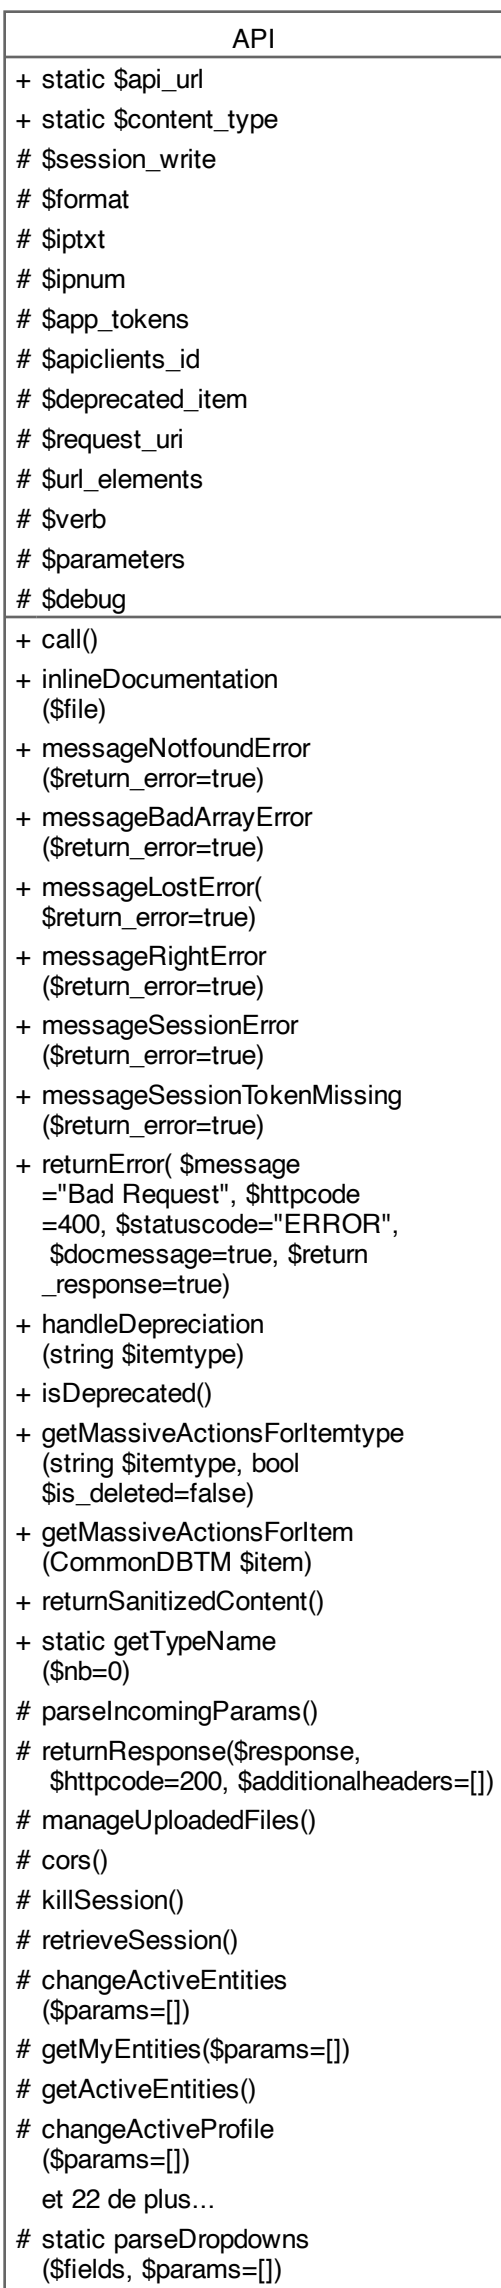 API
+ static $api_url
+ static $content_type
# $session_write
# $format
# $iptxt
# $ipnum
# $app_tokens
# $apiclients_id
# $deprecated_item
# $request_uri
# $url_elements
# $verb
# $parameters
# $debug
+ call()
+ inlineDocumentation
($file)
+ messageNotfoundError
($return_error=true)
+ messageBadArrayError
($return_error=true)
+ messageLostError(
$return_error=true)
+ messageRightError
($return_error=true)
+ messageSessionError
($return_error=true)
+ messageSessionTokenMissing
($return_error=true)
+ returnError( $message
="Bad Request", $httpcode
=400, $statuscode="ERROR",
$docmessage=true, $return
_response=true)
+ handleDepreciation
(string $itemtype)
+ isDeprecated()
+ getMassiveActionsForItemtype
(string $itemtype, bool
$is_deleted=false)
+ getMassiveActionsForItem
(CommonDBTM $item)
+ returnSanitizedContent()
+ static getTypeName
($nb=0)
# parseIncomingParams()
# returnResponse($response,
$httpcode=200, $additionalheaders=[])
# manageUploadedFiles()
# cors()
# killSession()
# retrieveSession()
# changeActiveEntities
($params=[])
# getMyEntities($params=[])
# getActiveEntities()
# changeActiveProfile
($params=[])
et 22 de plus...
# static parseDropdowns
($fields, $params=[])